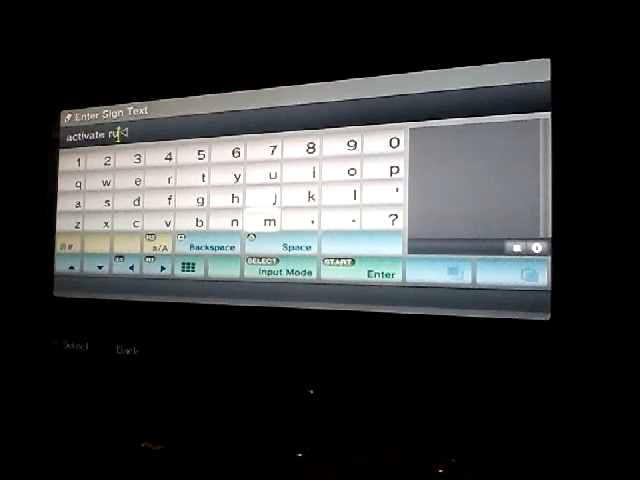 Enter Sign Text
activate ru
1 2 3 4 5 6 7 8 9 0
q w e r t y u i o p
a s d f g h j k l '
z x c v b n m , . ?
@# a/A Backspace Space
SELECT START
Input Mode Enter
Select Back